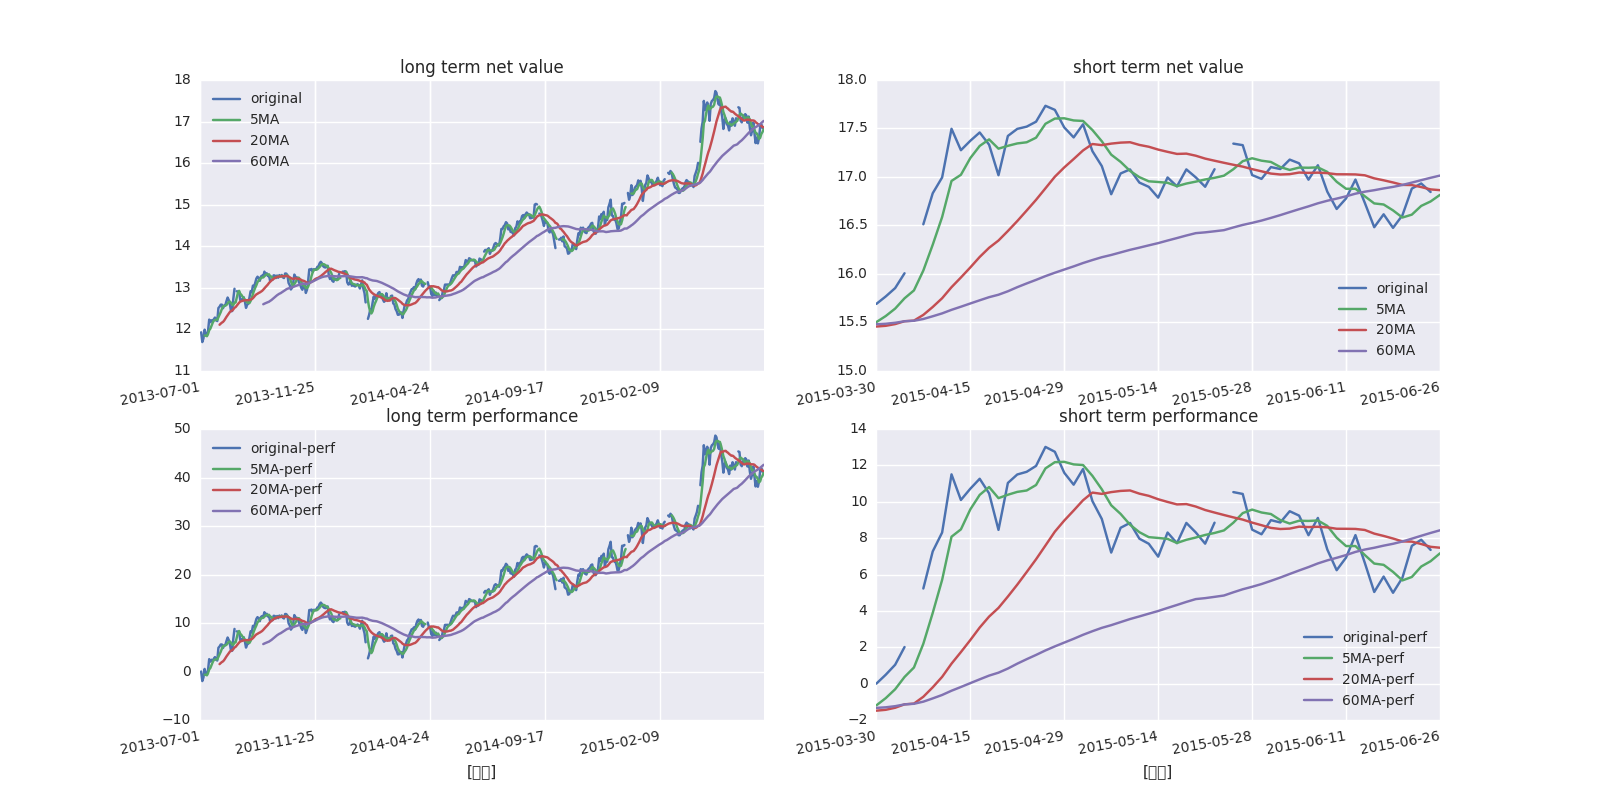 long term net value
18
17
16
15
14
13
12
11
original
5MA
20MA
60MA
2013-07-01
2013-11-25
2014-04-24
2014-09-17
2015-02-09
short term net value
18.0
17.5
17.0
16.5
16.0
15.5
15.0
original
5MA
20MA
60MA
2015-03-30
2015-04-15
2015-04-29
2015-05-14
2015-05-28
2015-06-11
2015-06-26
long term performance
50
40
30
20
10
0
−10
original-perf
5MA-perf
20MA-perf
60MA-perf
2013-07-01
2013-11-25
2014-04-24
2014-09-17
2015-02-09
short term performance
14
12
10
8
6
4
2
0
−2
original-perf
5MA-perf
20MA-perf
60MA-perf
2015-03-30
2015-04-15
2015-04-29
2015-05-14
2015-05-28
2015-06-11
2015-06-26